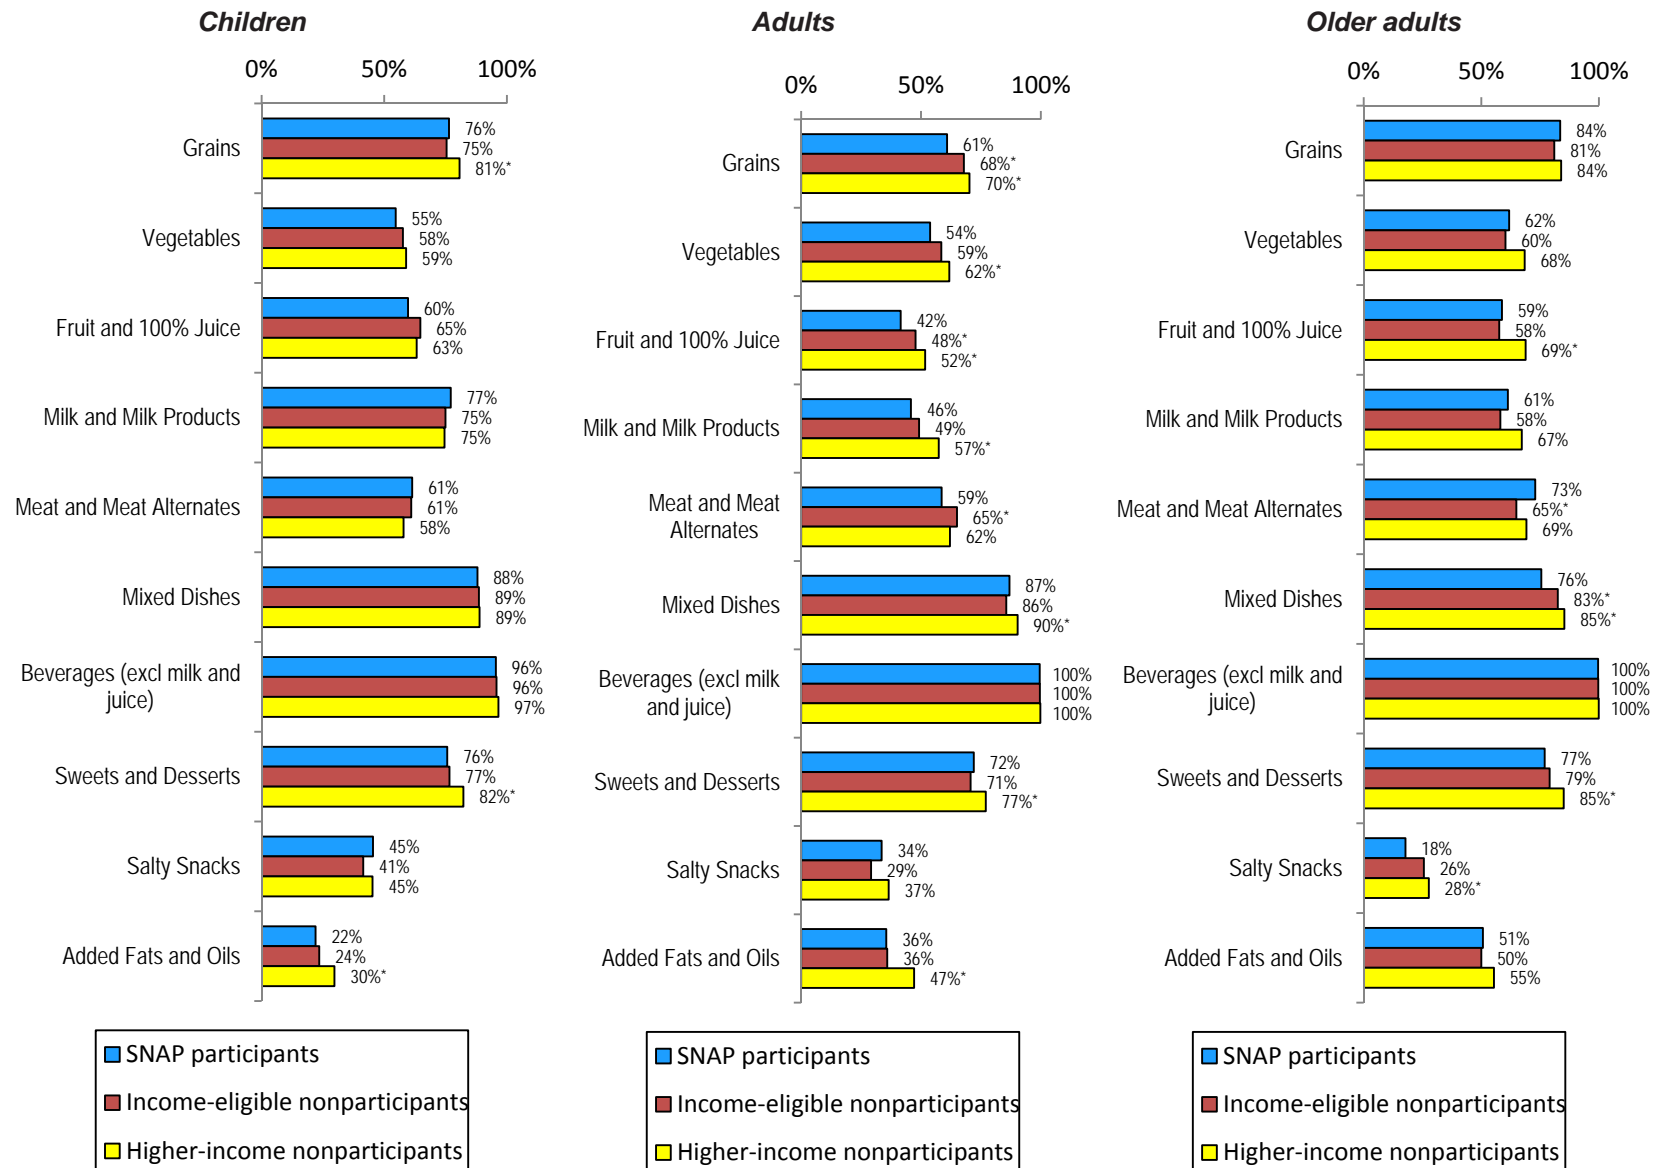 Children
0% 50% 100%
Grains
76%
75%
81%*
Vegetables
55%
58%
59%
Fruit and 100% Juice
60%
65%
63%
Milk and Milk Products
77%
75%
75%
Meat and Meat Alternates
61%
61%
58%
Mixed Dishes
88%
89%
89%
Beverages (excl milk and
juice)
96%
96%
97%
Sweets and Desserts
76%
77%
82%*
Salty Snacks
45%
41%
45%
Added Fats and Oils
22%
24%
30%*
SNAP participants
Income-eligible nonparticipants
Higher-income nonparticipants
Adults
0% 50% 100%
Grains
61%
68%*
70%*
Vegetables
54%
59%
62%*
Fruit and 100% Juice
42%
48%*
52%*
Milk and Milk Products
46%
49%
57%*
Meat and Meat
Alternates
59%
65%*
62%
Mixed Dishes
87%
86%
90%*
Beverages (excl milk
and juice)
100%
100%
100%
Sweets and Desserts
72%
71%
77%*
Salty Snacks
34%
29%
37%
Added Fats and Oils
36%
36%
47%*
SNAP participants
Income-eligible nonparticipants
Higher-income nonparticipants
Older adults
0% 50% 100%
Grains
84%
81%
84%
Vegetables
62%
60%
68%
Fruit and 100% Juice
59%
58%
69%*
Milk and Milk Products
61%
58%
67%
Meat and Meat Alternates
73%
65%*
69%
Mixed Dishes
76%
83%*
85%*
Beverages (excl milk and
juice)
100%
100%
100%
Sweets and Desserts
77%
79%
85%*
Salty Snacks
18%
26%
28%*
Added Fats and Oils
51%
50%
55%
SNAP participants
Income-eligible nonparticipants
Higher-income nonparticipants